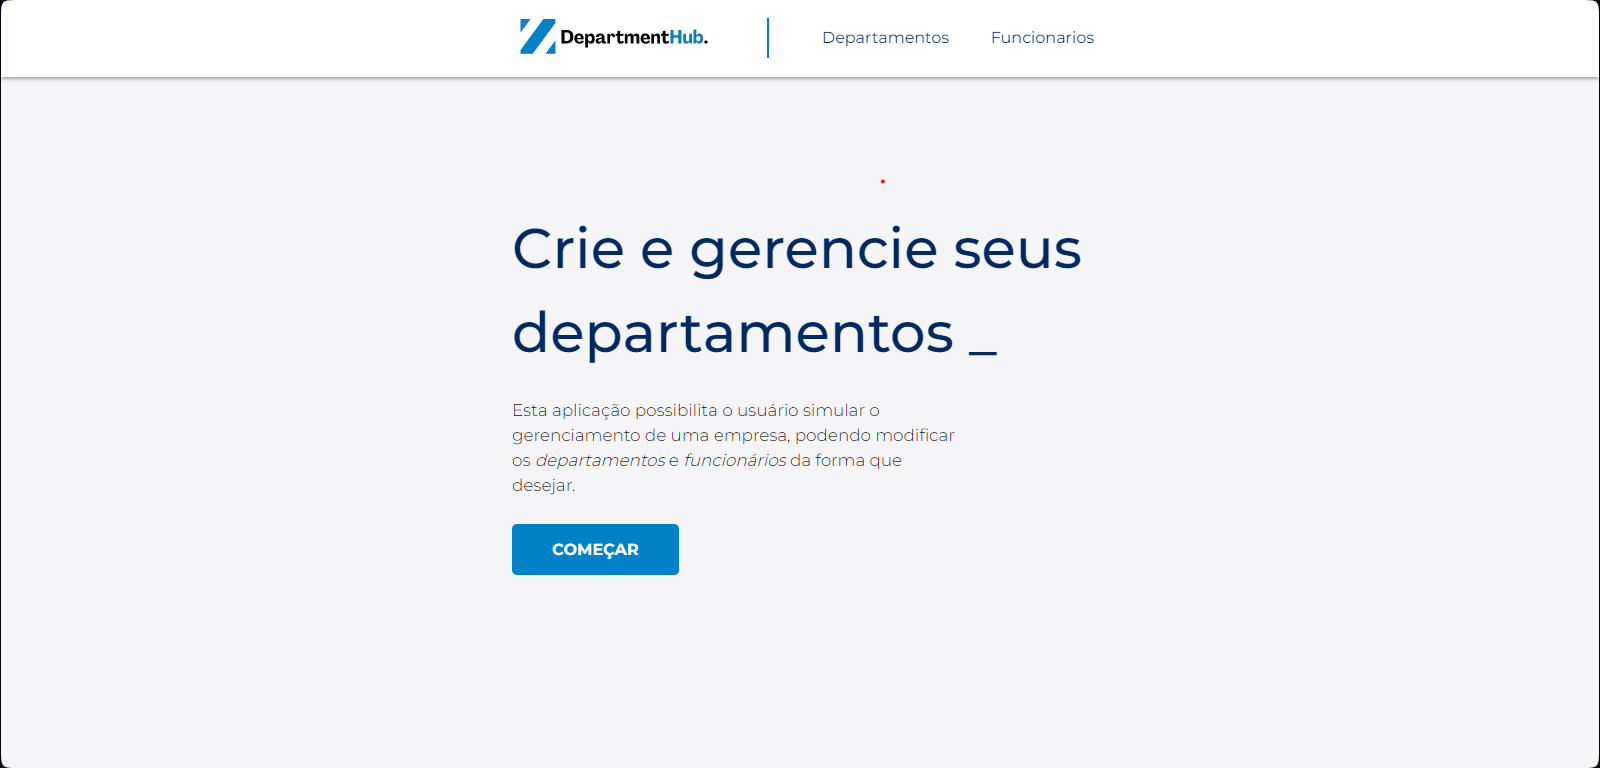 DepartmentHub.
Departamentos
Funcionarios
Crie e gerencie seus
departamentos _
Esta aplicação possibilita o usuário simular o
gerenciamento de uma empresa, podendo modificar
os departamentos e funcionários da forma que
desejar.
COMEÇAR